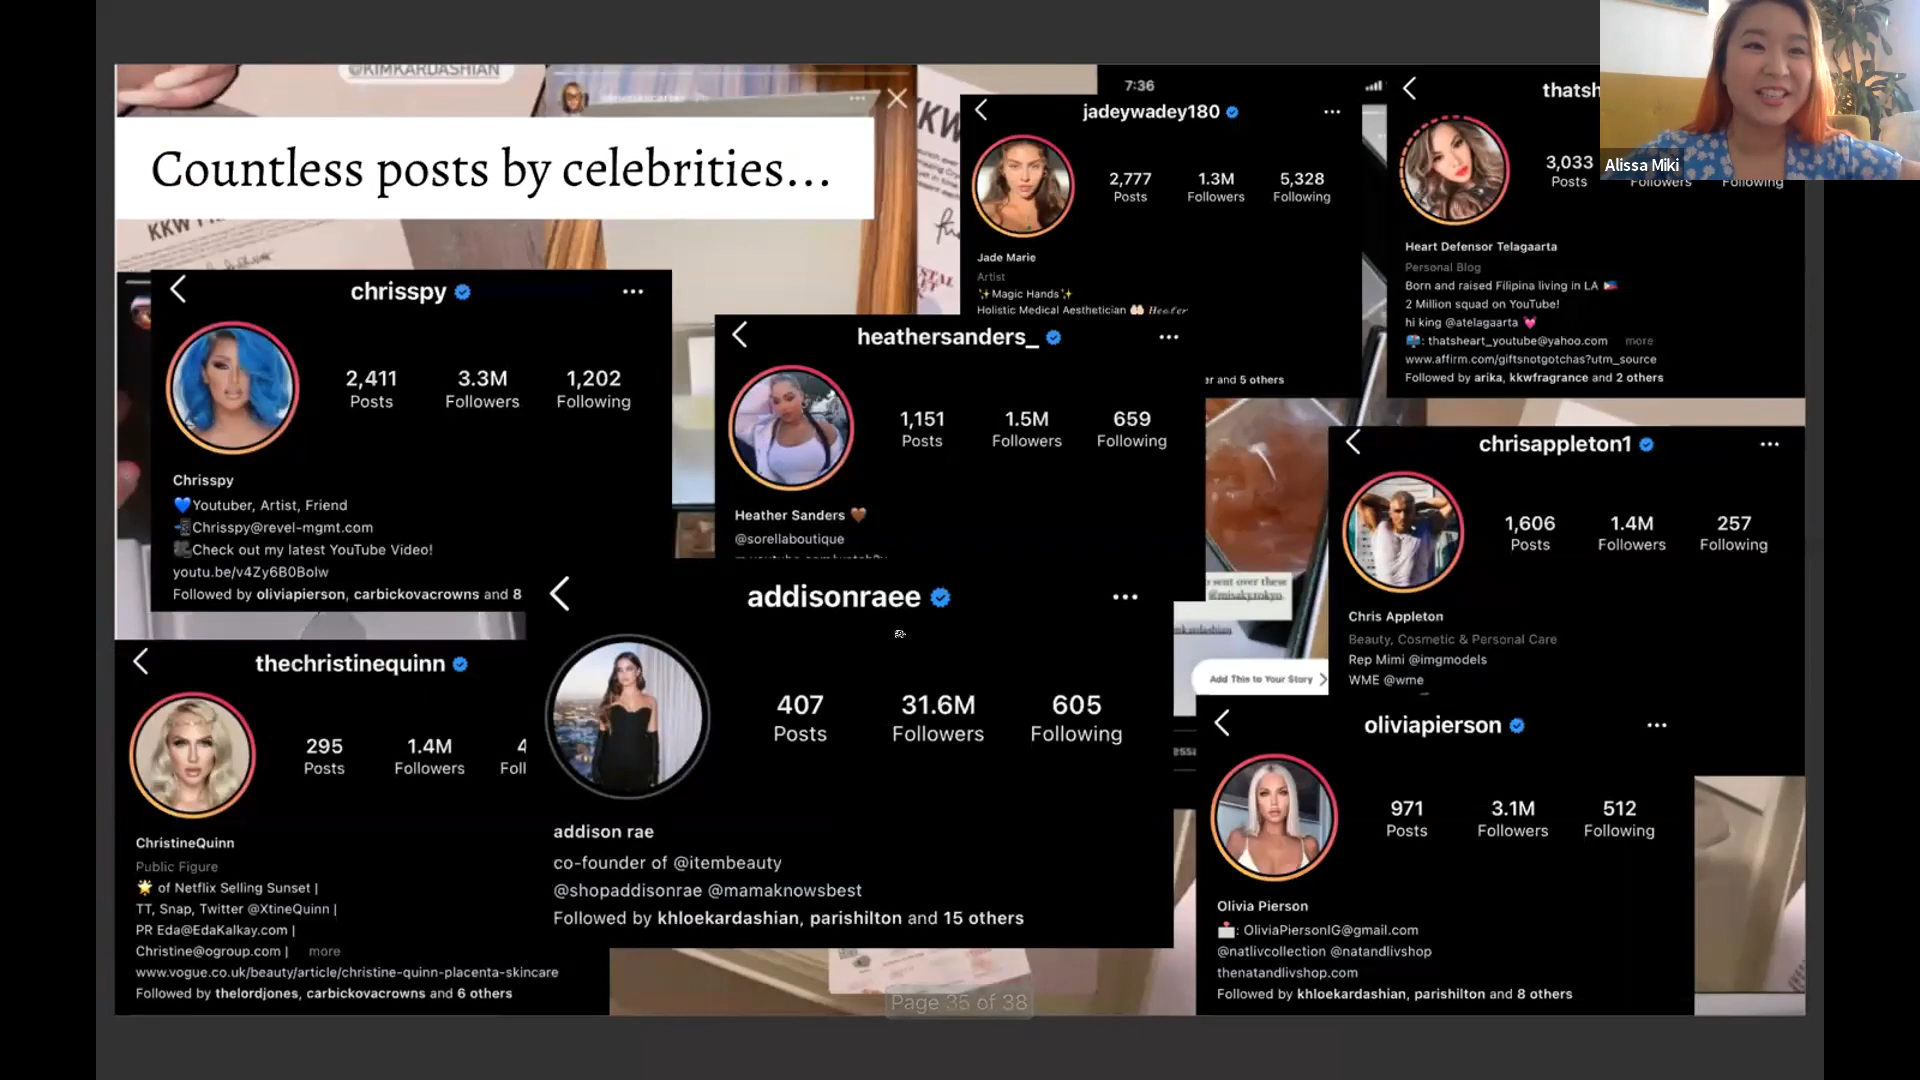 @KIMKARDASHIAN
Countless posts by celebrities...
KKW
chrisspy
2,411 3.3M 1,202
Posts Followers Following
Chrisspy
💙Youtuber, Artist, Friend
📲Chrisspy@revel-mgmt.com
Check out my latest YouTube Video!
youtu.be/v4Zy6B0Bolw
Followed by oliviapierson, carbickovacrowns and 8
7:36
jadeywadey180
2,777 1.3M 5,328
Posts Followers Following
Jade Marie
Artist
✨Magic Hands✨
Holistic Medical Aesthetician 🤲🏻 Healer
er and 5 others
thatsh
3,033
Posts Followers Following
Heart Defensor Telagaarta
Personal Blog
Born and raised Filipina living in LA 🇵🇭
2 Million squad on YouTube!
hi king @atelagaarta 💓
📫: thatsheart_youtube@yahoo.com more
www.affirm.com/giftsnotgotchas?utm_source
Followed by arika, kkwfragrance and 2 others
Alissa Miki
heathersanders_
1,151 1.5M 659
Posts Followers Following
Heather Sanders 🤎
@sorellaboutique
chrisappleton1
1,606 1.4M 257
Posts Followers Following
Chris Appleton
Beauty, Cosmetic & Personal Care
Rep Mimi @imgmodels
WME @wme
sent over these
@misaky.tokyo
Add This to Your Story
addisonraee
407 31.6M 605
Posts Followers Following
addison rae
co-founder of @itembeauty
@shopaddisonrae @mamaknowsbest
Followed by khloekardashian, parishilton and 15 others
thechristinequinn
295 1.4M 4
Posts Followers Foll
ChristineQuinn
Public Figure
🌟 of Netflix Selling Sunset |
TT, Snap, Twitter @XtineQuinn |
PR Eda@EdaKalkay.com |
Christine@ogroup.com | more
www.vogue.co.uk/beauty/article/christine-quinn-placenta-skincare
Followed by thelordjones, carbickovacrowns and 6 others
oliviapierson
971 3.1M 512
Posts Followers Following
Olivia Pierson
📩: OliviaPiersonIG@gmail.com
@natlivcollection @natandlivshop
thenatandlivshop.com
Followed by khloekardashian, parishilton and 8 others
Page 35 of 38